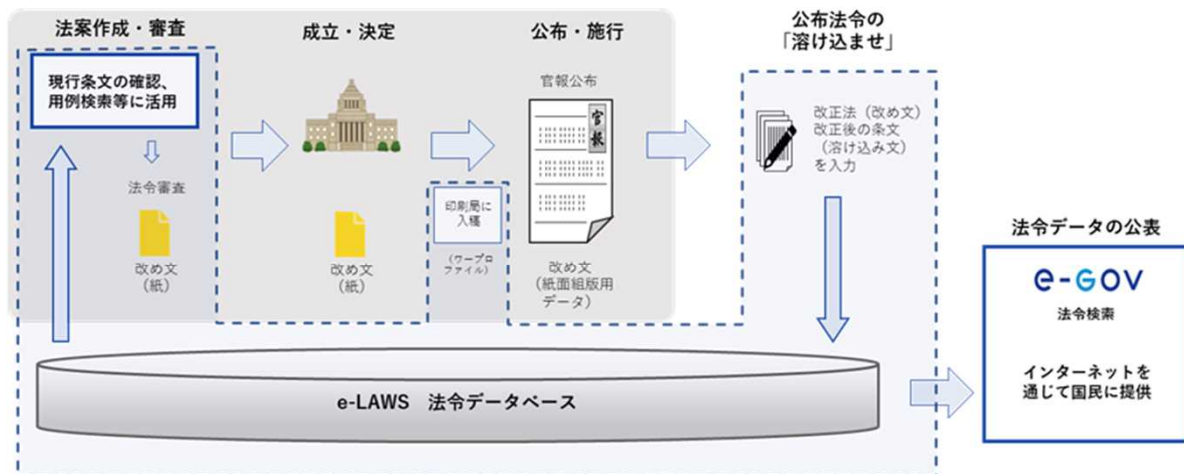 法案作成・審査
現行条文の確認、
用例検索等に活用
法令審査
改め文
（紙）
成立・決定
改め文
（紙）
印刷局に
入稿
（ワープロ
ファイル）
公布・施行
官報公布
官報
改め文
（紙面組版用
データ）
公布法令の
「溶け込ませ」
改正法（改め文）
改正後の条文
（溶け込み文）
を入力
e-LAWS 法令データベース
法令データの公表
e-GOV
法令検索
インターネットを
通じて国民に提供